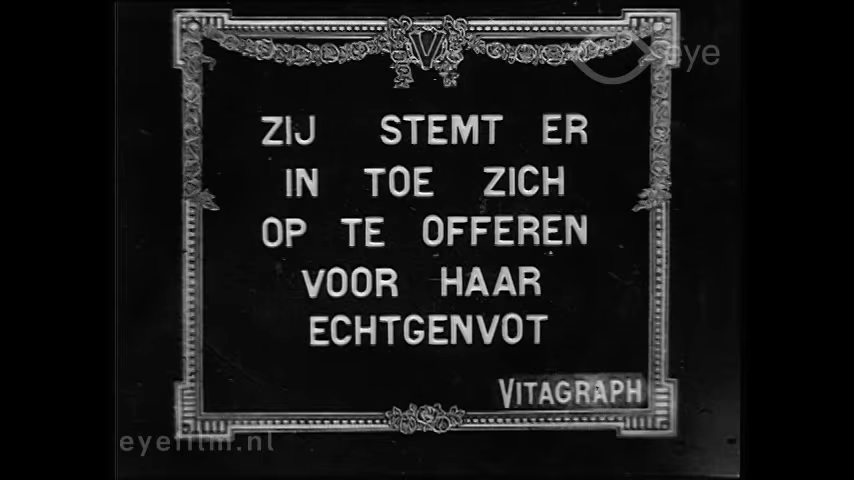 V
eye
ZIJ STEMT ER
IN TOE ZICH
OP TE OFFEREN
VOOR HAAR
ECHTGENVOT
VITAGRAPH
eyefilm.nl